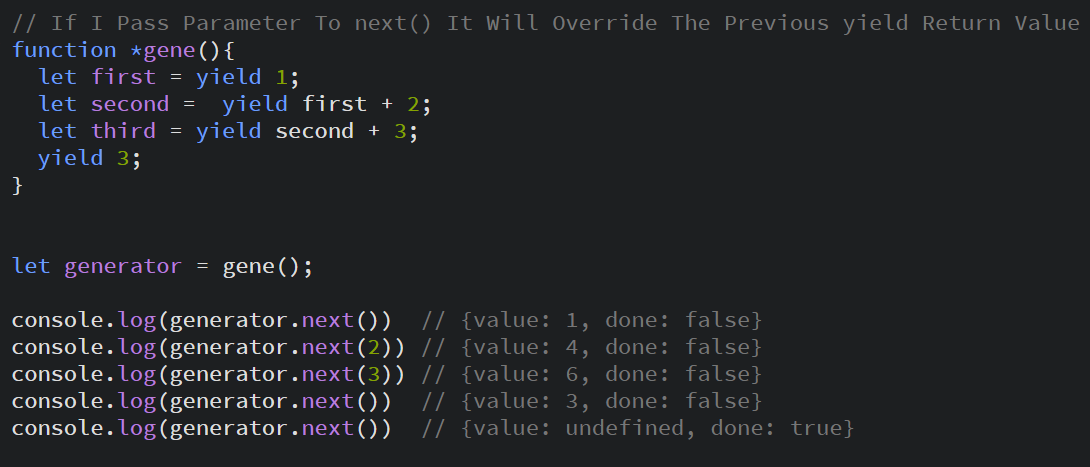 // If I Pass Parameter To next() It Will Override The Previous yield Return Value
function *gene(){
  let first = yield 1;
  let second =  yield first + 2;
  let third = yield second + 3;
  yield 3;
}
let generator = gene();
console.log(generator.next())  // {value: 1, done: false}
console.log(generator.next(2)) // {value: 4, done: false}
console.log(generator.next(3)) // {value: 6, done: false}
console.log(generator.next())  // {value: 3, done: false}
console.log(generator.next())  // {value: undefined, done: true}